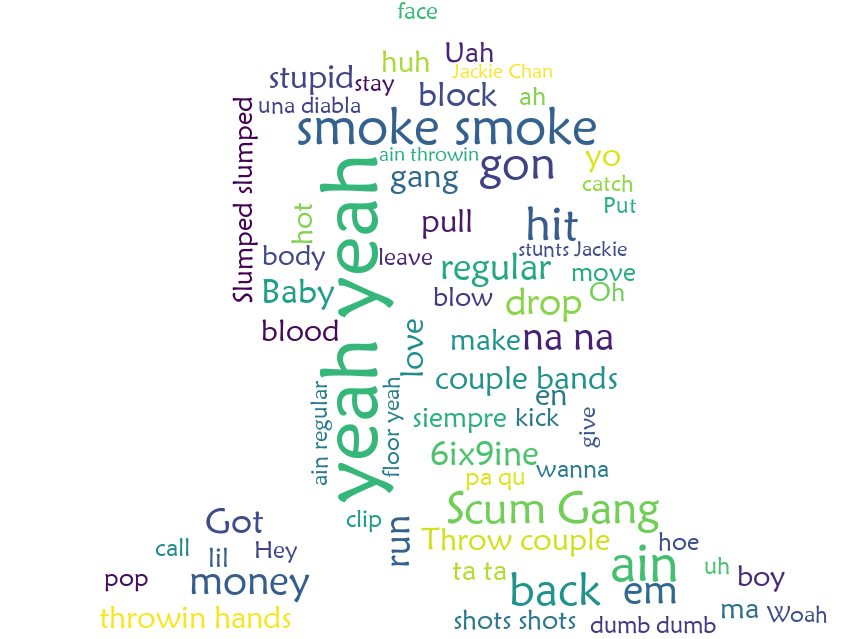 face
Uah
huh
Jackie Chan
stupid
stay
block
ah
una diabla
smoke smoke
Slumped slumped
ain throwin
gon
yo
yeah yeah
gang
catch
Put
hot
pull
hit
stunts Jackie
body
leave
regular
move
Baby
blow
drop
Oh
blood
love
make
na na
couple bands
en
ain regular
floor yeah
siempre
kick
give
6ix9ine
pa qu
wanna
Scum Gang
Got
clip
run
Throw couple
hoe
call
lil
Hey
ain
uh
pop
money
ta ta
back
em
boy
throwin hands
shots shots
dumb dumb
ma
Woah